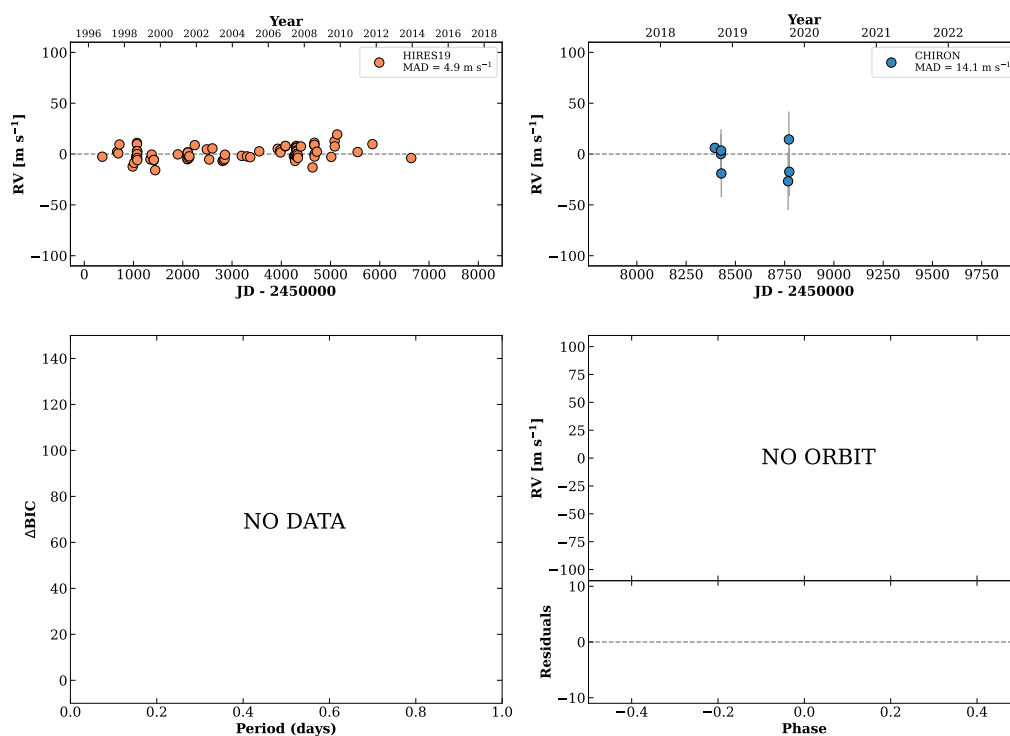 Year
1996 1998 2000 2002 2004 2006 2008 2010 2012 2014 2016 2018
HIRES19
MAD = 4.9 m s⁻¹
RV [m s⁻¹]
100
50
0
−50
−100
0 1000 2000 3000 4000 5000 6000 7000 8000
JD - 2450000
Year
2018 2019 2020 2021 2022
CHIRON
MAD = 14.1 m s⁻¹
RV [m s⁻¹]
100
50
0
−50
−100
8000 8250 8500 8750 9000 9250 9500 9750
JD - 2450000
ΔBIC
140
120
100
80
60
40
20
0
NO DATA
0.0 0.2 0.4 0.6 0.8 1.0
Period (days)
RV [m s⁻¹]
100
75
50
25
0
−25
−50
−75
−100
NO ORBIT
Residuals
10
0
−10
−0.4 −0.2 −0.0 0.2 0.4
Phase